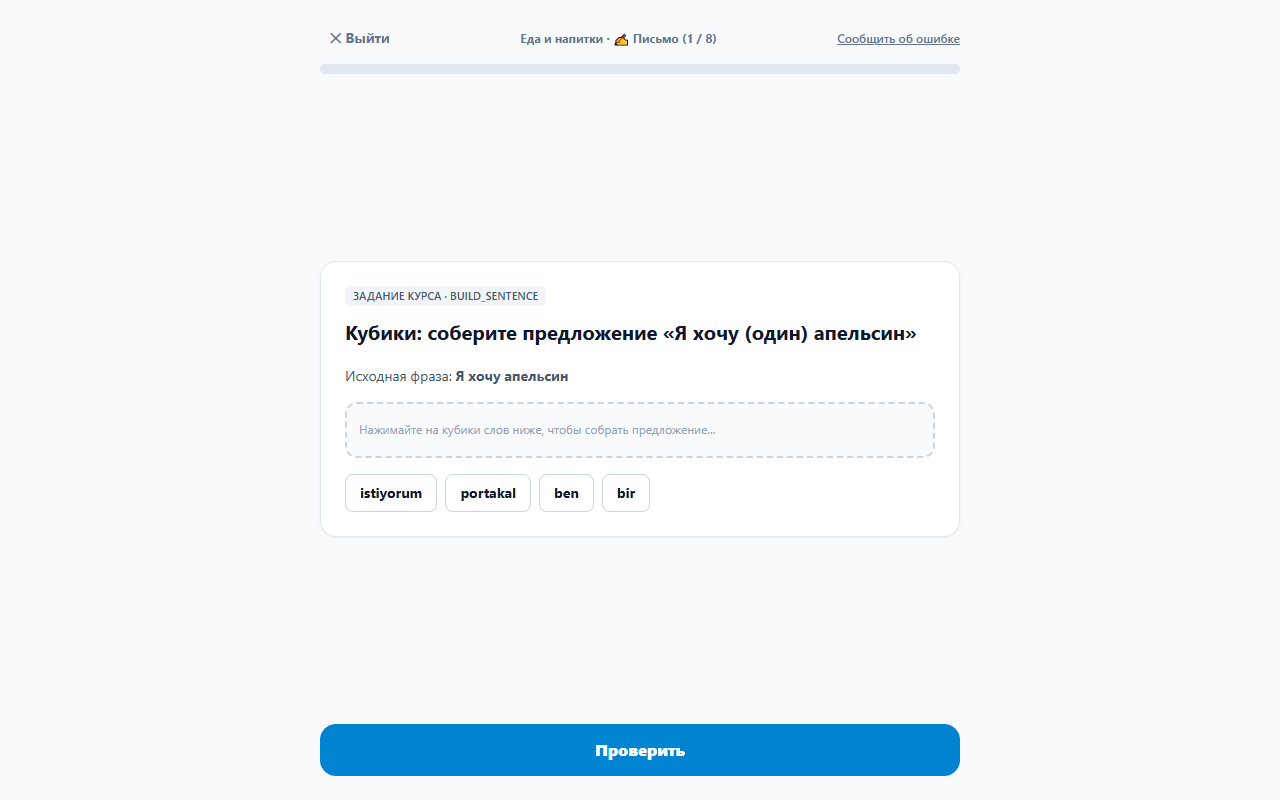 Выйти
Еда и напитки · ✍️ Письмо (1 / 8)
Сообщить об ошибке
ЗАДАНИЕ КУРСА · BUILD_SENTENCE
Кубики: соберите предложение «Я хочу (один) апельсин»
Исходная фраза: Я хочу апельсин
Нажимайте на кубики слов ниже, чтобы собрать предложение...
istiyorum portakal ben bir
Проверить